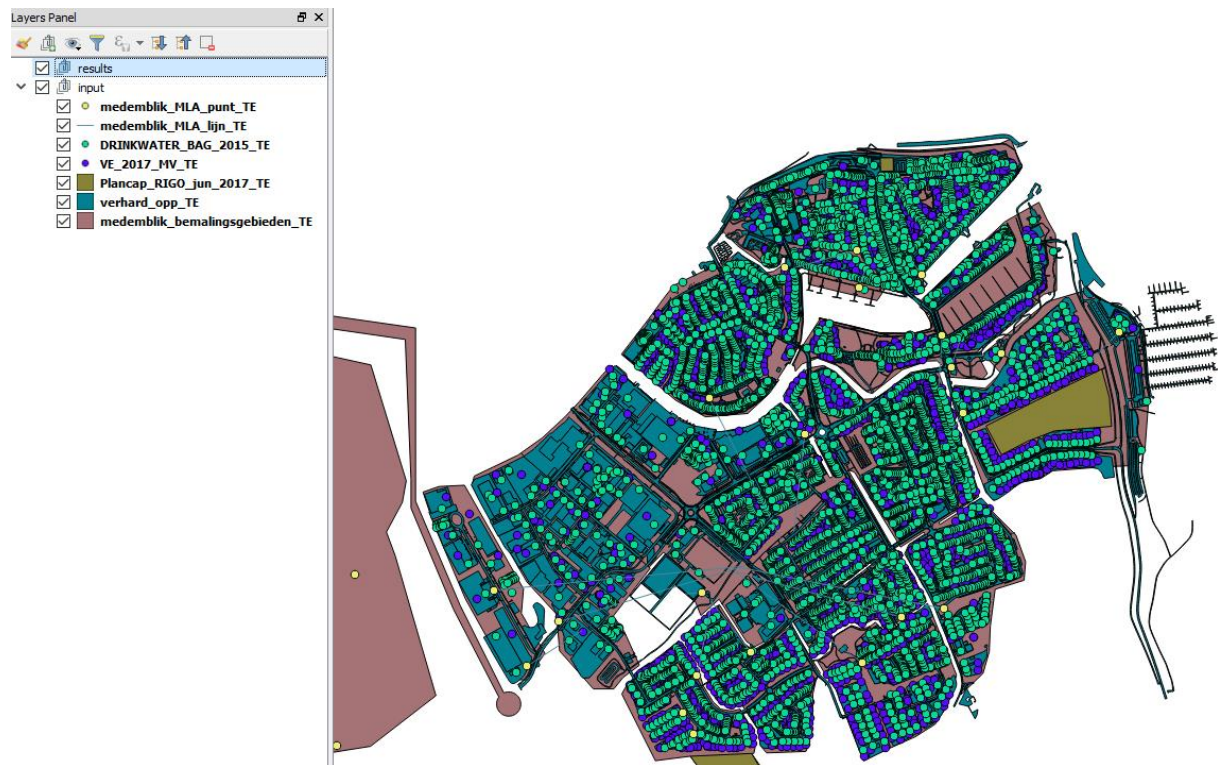 Layers Panel
results
input
medemblik_MLA_punt_TE
medemblik_MLA_lijn_TE
DRINKWATER_BAG_2015_TE
VE_2017_MV_TE
Plancap_RIGO_jun_2017_TE
verhard_opp_TE
medemblik_bemalingsgebieden_TE